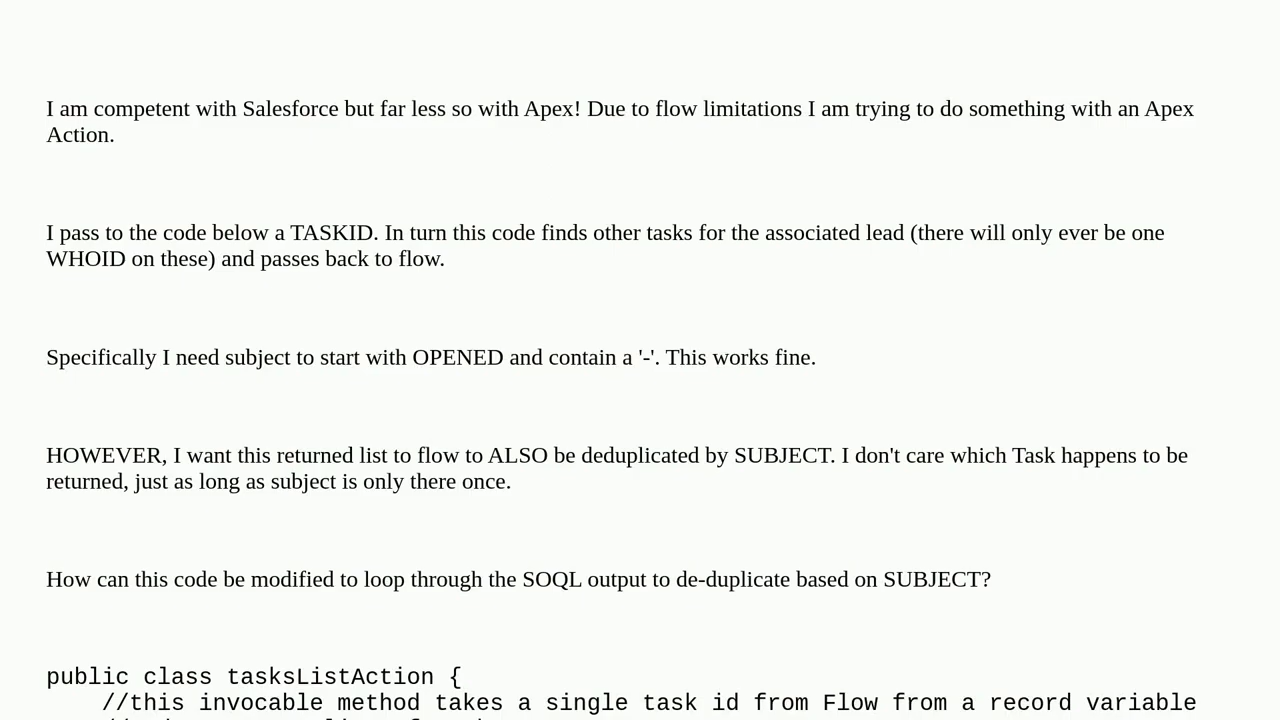 I am competent with Salesforce but far less so with Apex! Due to flow limitations I am trying to do something with an Apex
Action.
I pass to the code below a TASKID. In turn this code finds other tasks for the associated lead (there will only ever be one
WHOID on these) and passes back to flow.
Specifically I need subject to start with OPENED and contain a '-'. This works fine.
HOWEVER, I want this returned list to flow to ALSO be deduplicated by SUBJECT. I don't care which Task happens to be
returned, just as long as subject is only there once.
How can this code be modified to loop through the SOQL output to de-duplicate based on SUBJECT?
public class tasksListAction {
//this invocable method takes a single task id from Flow from a record variable